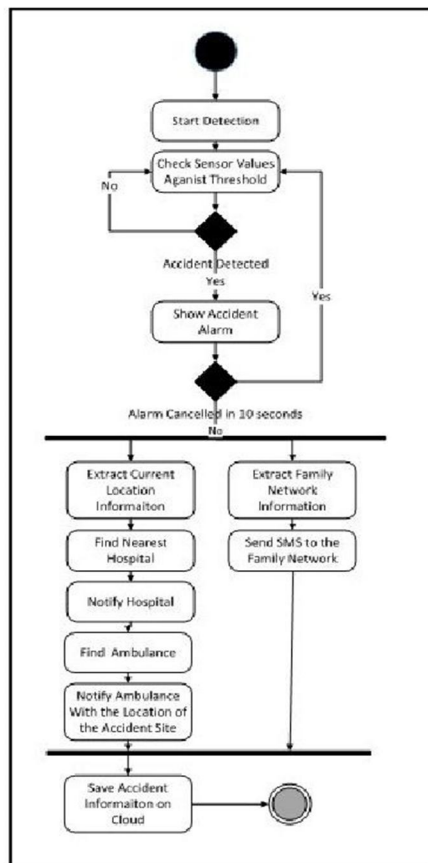 Start Detection
Check Sensor Values
Aganist Threshold
No
Accident Detected
Yes
Show Accident
Alarm
Yes
Alarm Cancelled in 10 seconds
No
Extract Current
Location
Informaiton
Extract Family
Network
Information
Find Nearest
Hospital
Send SMS to the
Family Network
Notify Hospital
Find Ambulance
Notify Ambulance
With the Location of
the Accident Site
Save Accident
Informaiton on
Cloud